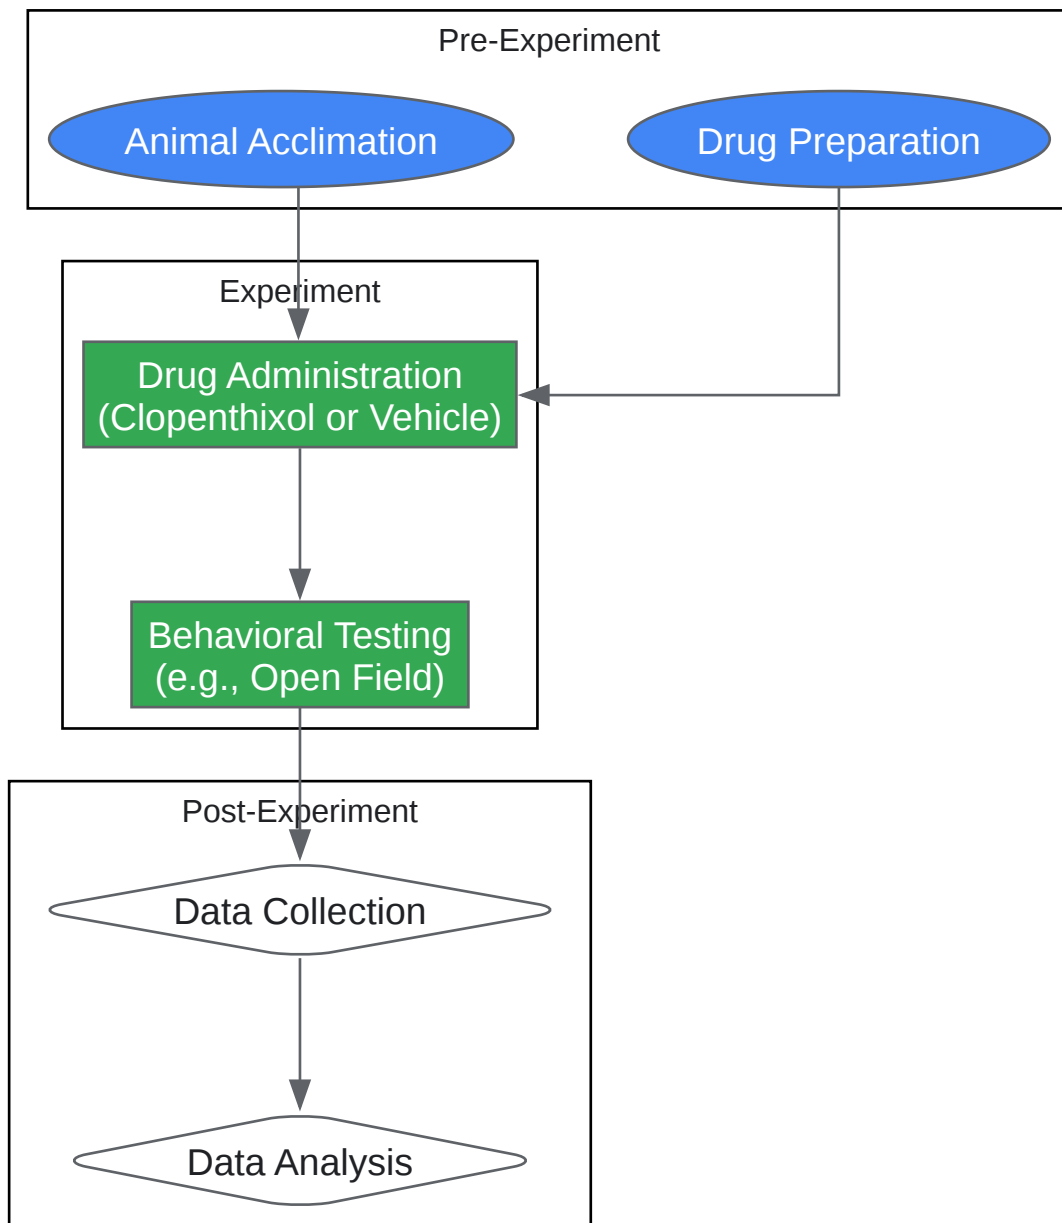 Pre-Experiment
Animal Acclimation
Drug Preparation
Experiment
Drug Administration
(Clopenthixol or Vehicle)
Behavioral Testing
(e.g., Open Field)
Post-Experiment
Data Collection
Data Analysis